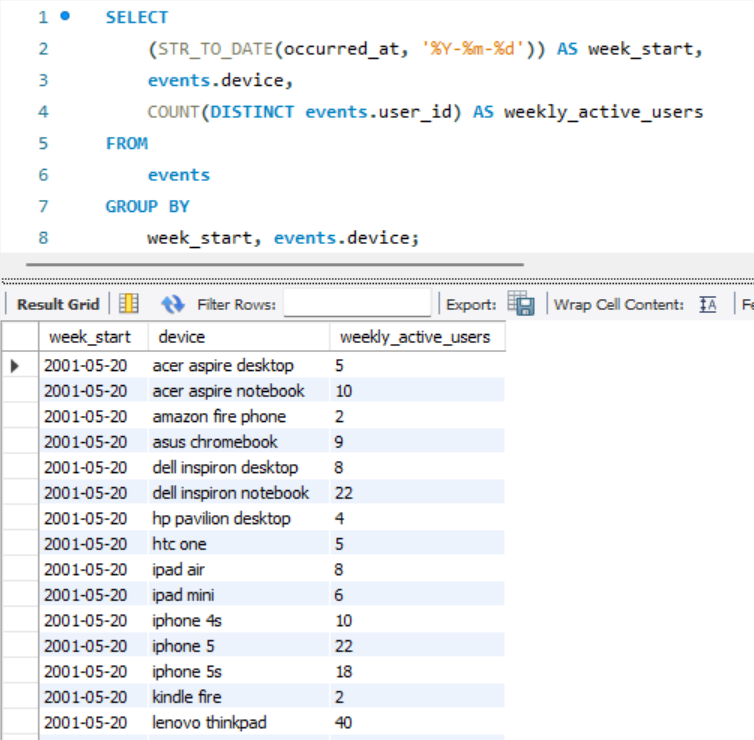 1 SELECT
2 (STR_TO_DATE(occurred_at, '%Y-%m-%d')) AS week_start,
3 events.device,
4 COUNT(DISTINCT events.user_id) AS weekly_active_users
5 FROM
6 events
7 GROUP BY
8 week_start, events.device;
Result Grid Filter Rows: Export: Wrap Cell Content: Fe
week_start device weekly_active_users
2001-05-20 acer aspire desktop 5
2001-05-20 acer aspire notebook 10
2001-05-20 amazon fire phone 2
2001-05-20 asus chromebook 9
2001-05-20 dell inspiron desktop 8
2001-05-20 dell inspiron notebook 22
2001-05-20 hp pavilion desktop 4
2001-05-20 htc one 5
2001-05-20 ipad air 8
2001-05-20 ipad mini 6
2001-05-20 iphone 4s 10
2001-05-20 iphone 5 22
2001-05-20 iphone 5s 18
2001-05-20 kindle fire 2
2001-05-20 lenovo thinkpad 40